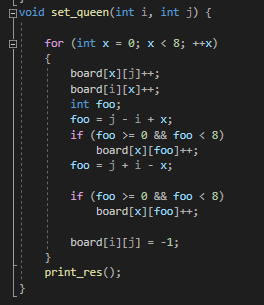 void set_queen(int i, int j) {
for (int x = 0; x < 8; ++x)
{
board[x][j]++;
board[i][x]++;
int foo;
foo = j - i + x;
if (foo >= 0 && foo < 8)
board[x][foo]++;
foo = j + i - x;
if (foo >= 0 && foo < 8)
board[x][foo]++;
board[i][j] = -1;
}
print_res();
}